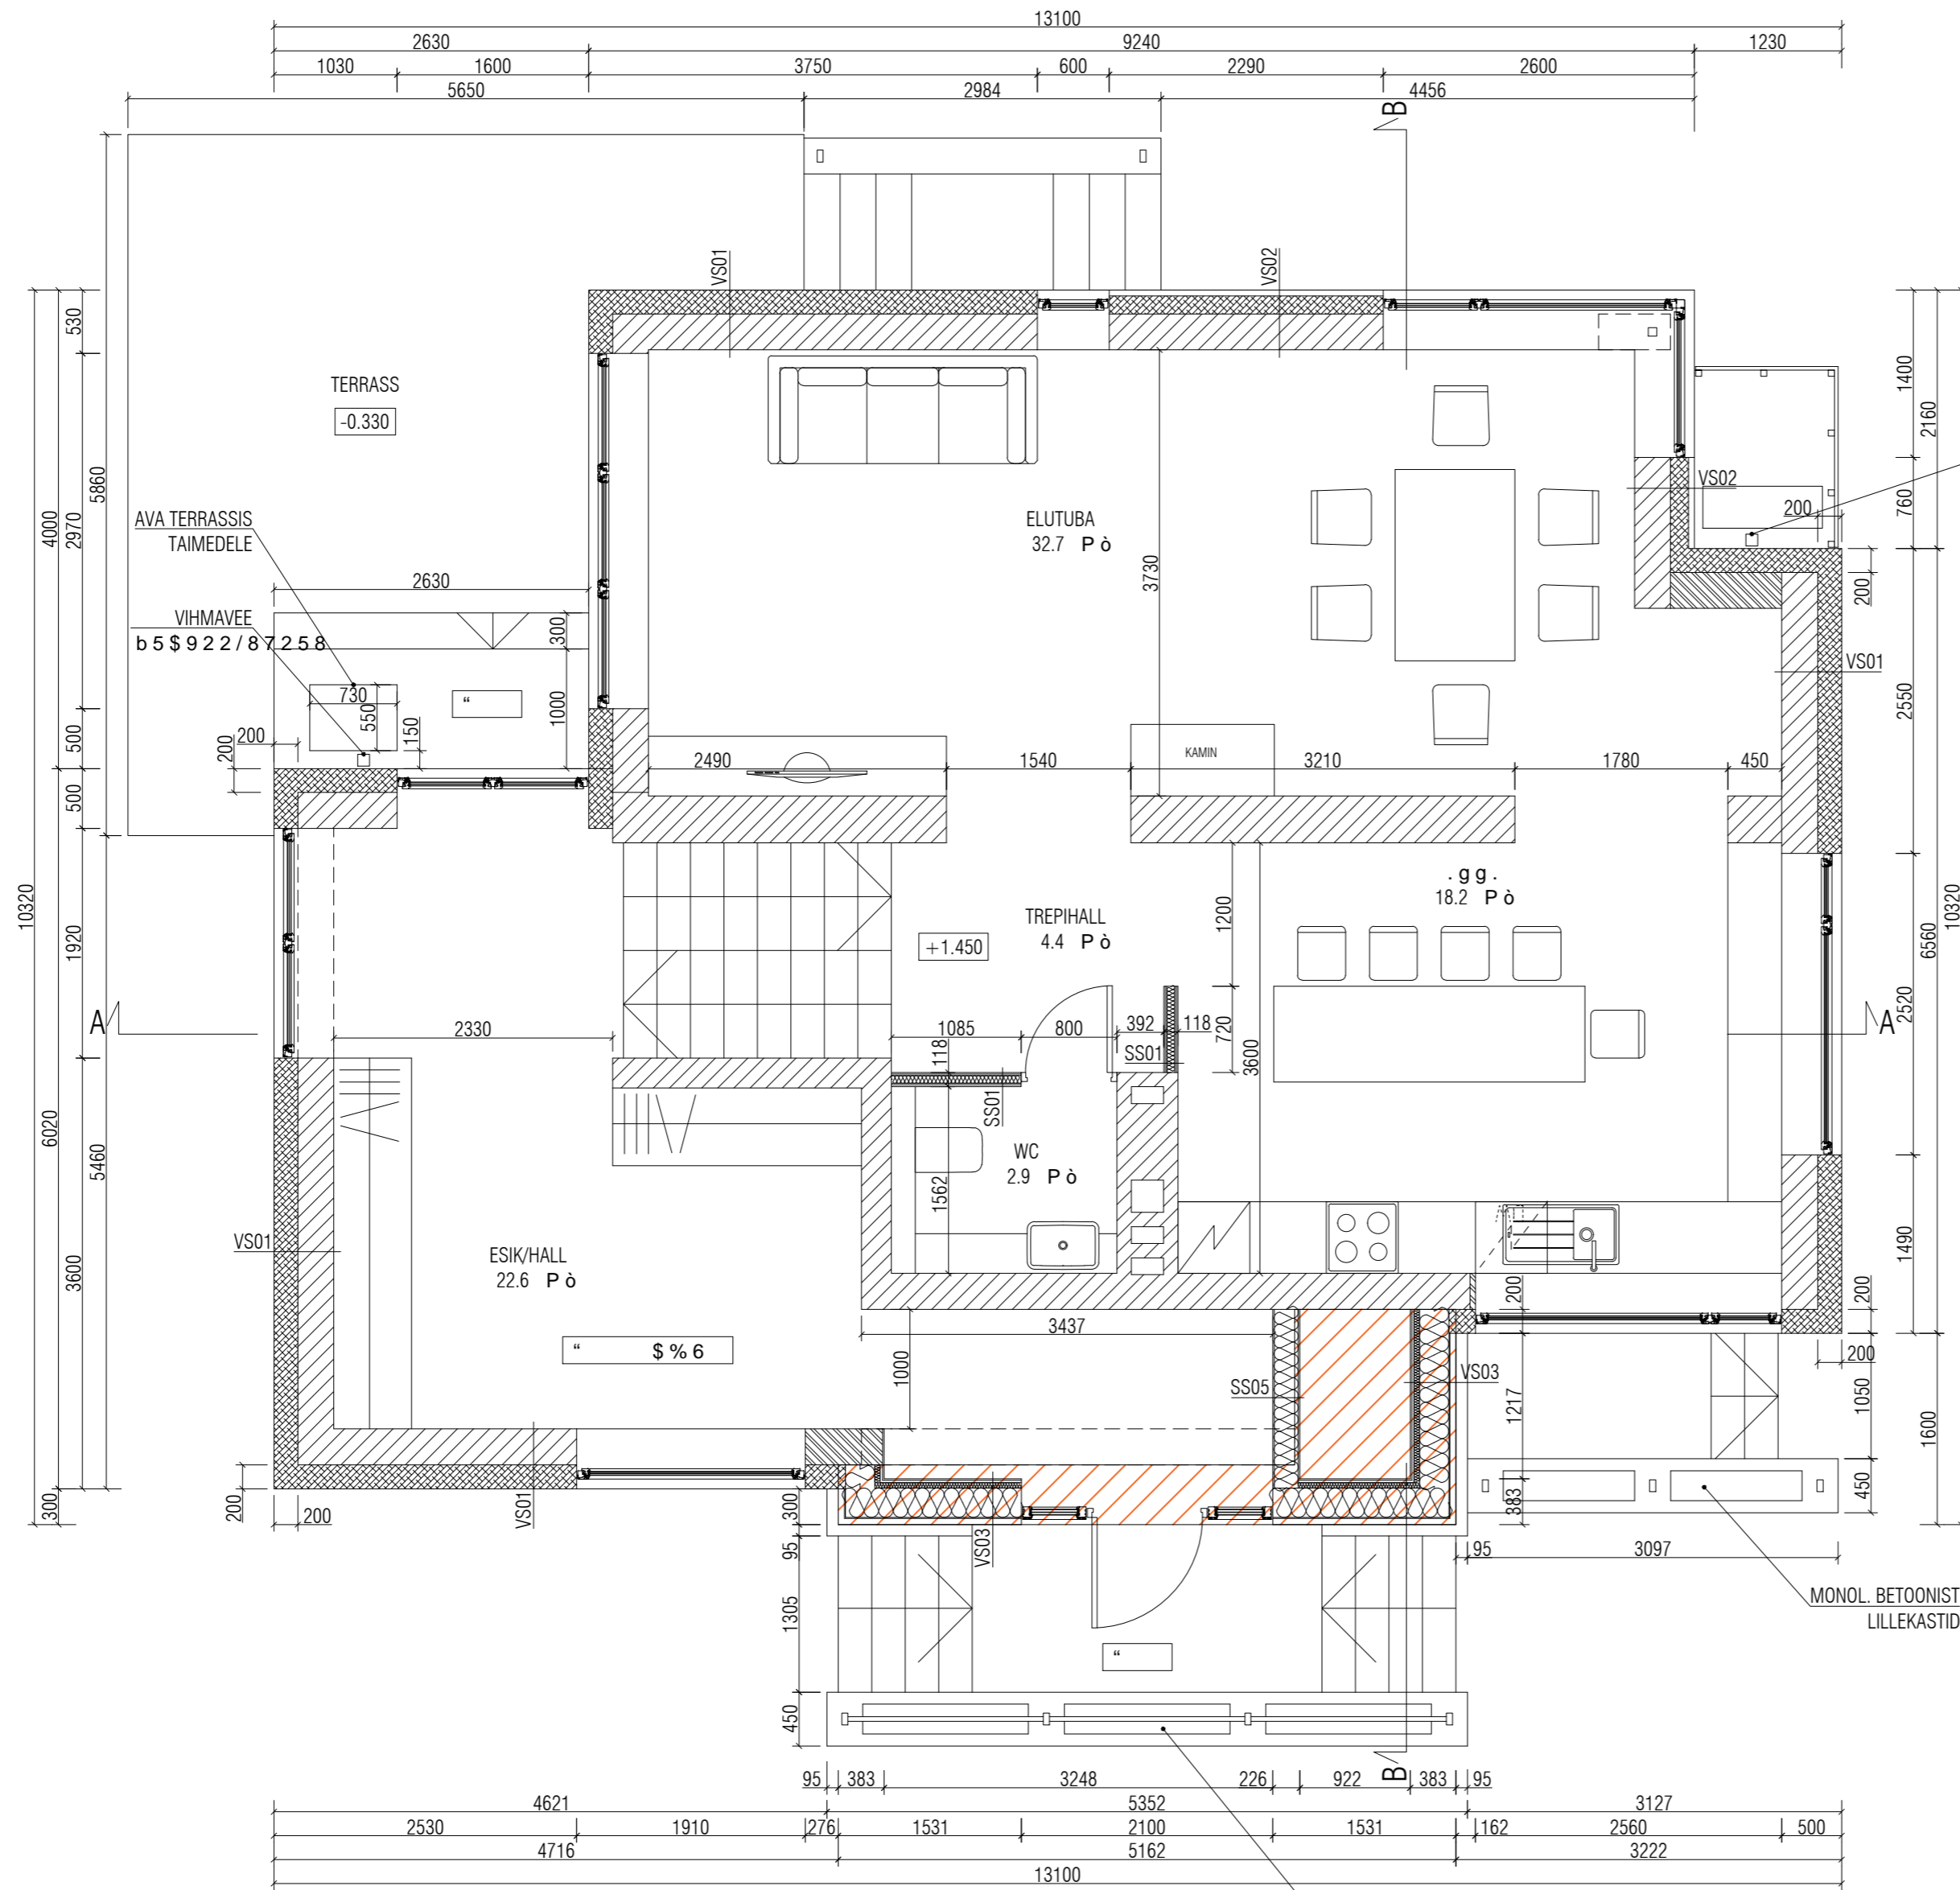 13100
2630 9240 1230
1030 1600 3750 600 2290 2600
5650 2984 4456
B
VS01
VS02
530
4000
2970
5860
500
10320
500
1920
6020
5460
3600
300
TERRASS
-0.330
AVA TERRASSIS
TAIMEDELE
2630
VIHMAVEE
b5$922/87258
300
1000
730
550
150
“
200
200
ELUTUBA
32.7 P ò
3730
VS02
200
200
VS01
1400
2160
760
2550
10320
6560
2520
1490
200
1600
1050
450
KAMIN
2490 1540 3210 1780 450
. g g .
18.2 P ò
1200
TREPIHALL
4.4 P ò
+1.450
A
A
2330
1085 800 392 118
720
118
SS01
3600
SS01
WC
2.9 P ò
1562
VS01
ESIK/HALL
22.6 P ò
“ $ % 6
3437
1000
SS05
VS03
200
1217
383
200
200
200
VS01
300
VS03
95
1305
450
“
95 3097
MONOL. BETOONIST
LILLEKASTID
B
95 383 3248 226 922 383 95
4621 5352 3127
2530 1910 276 1531 2100 1531 162 2560 500
4716 5162 3222
13100